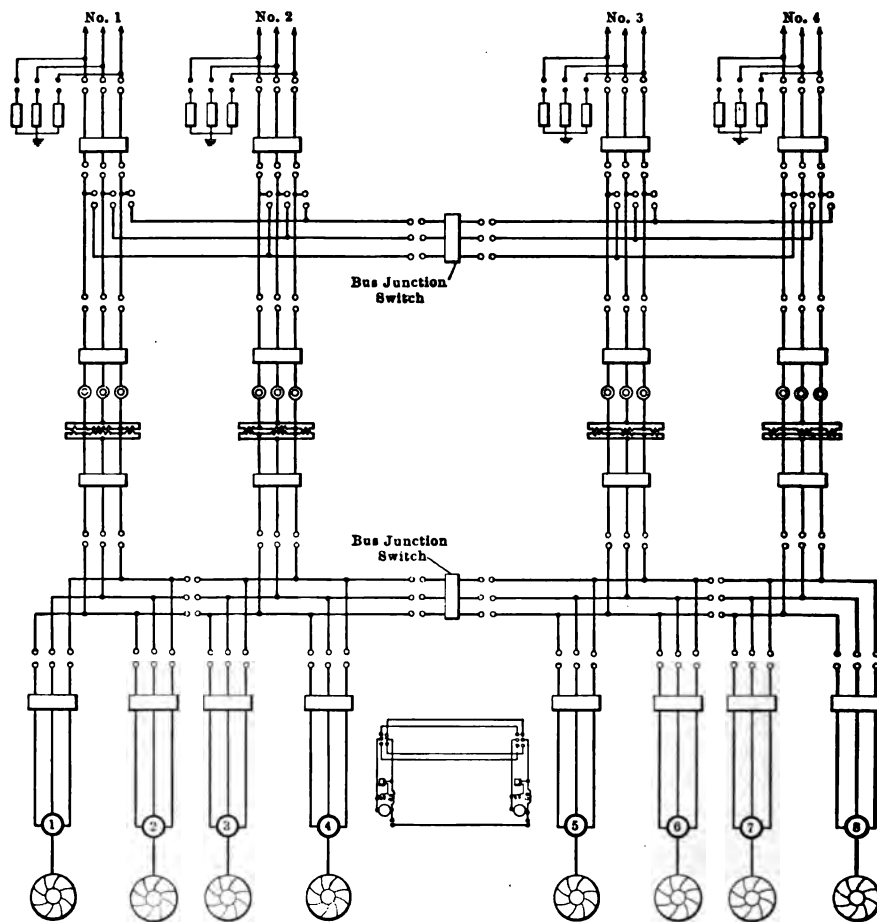 No. 1
No. 2
No. 3
No. 4
Bus Junction
Switch
Bus Junction
Switch
1
2
3
4
5
6
7
8